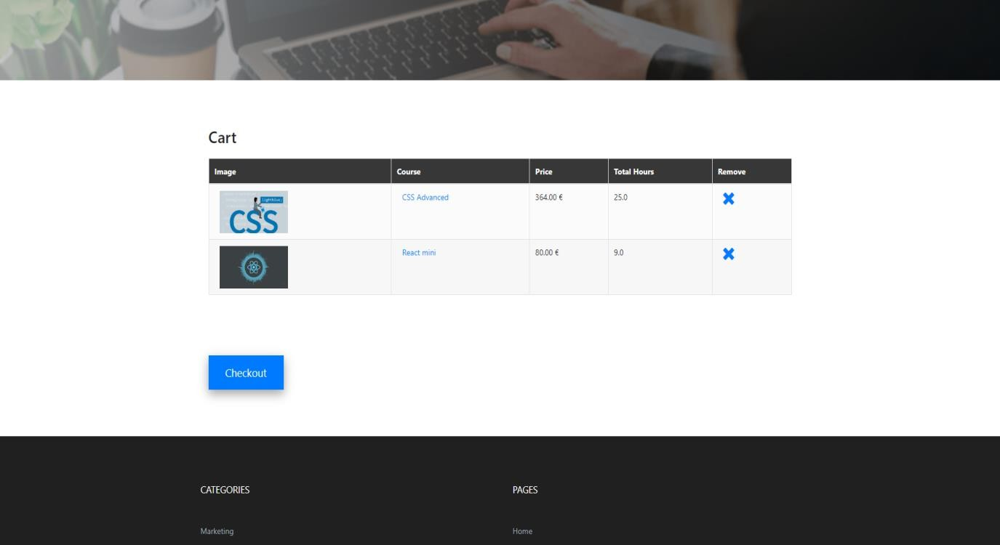 Cart
Image Course Price Total Hours Remove
lightblue;
CSS
CSS Advanced 364.00 € 25.0
React mini 80.00 € 9.0
Checkout
CATEGORIES PAGES
Marketing Home